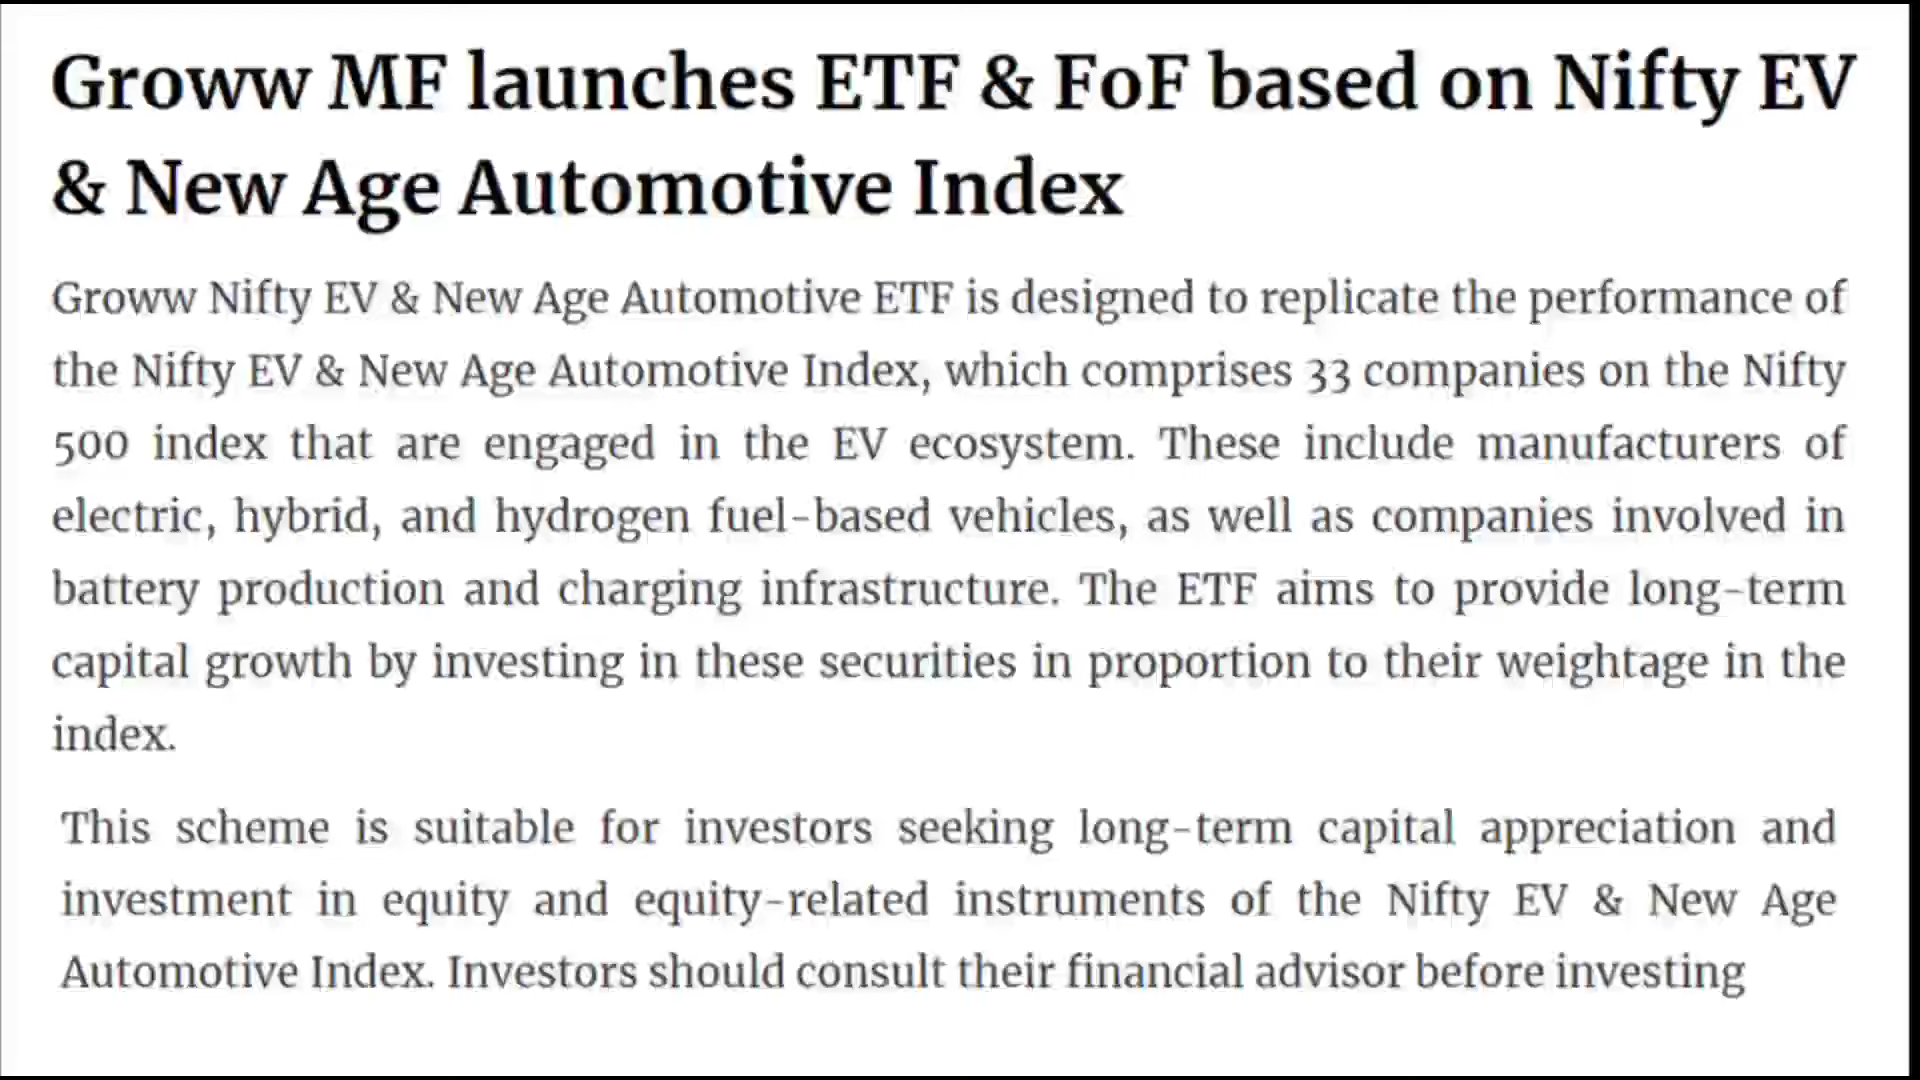 Groww MF launches ETF & FoF based on Nifty EV
& New Age Automotive Index
Groww Nifty EV & New Age Automotive ETF is designed to replicate the performance of
the Nifty EV & New Age Automotive Index, which comprises 33 companies on the Nifty
500 index that are engaged in the EV ecosystem. These include manufacturers of
electric, hybrid, and hydrogen fuel-based vehicles, as well as companies involved in
battery production and charging infrastructure. The ETF aims to provide long-term
capital growth by investing in these securities in proportion to their weightage in the
index.
This scheme is suitable for investors seeking long-term capital appreciation and
investment in equity and equity-related instruments of the Nifty EV & New Age
Automotive Index. Investors should consult their financial advisor before investing